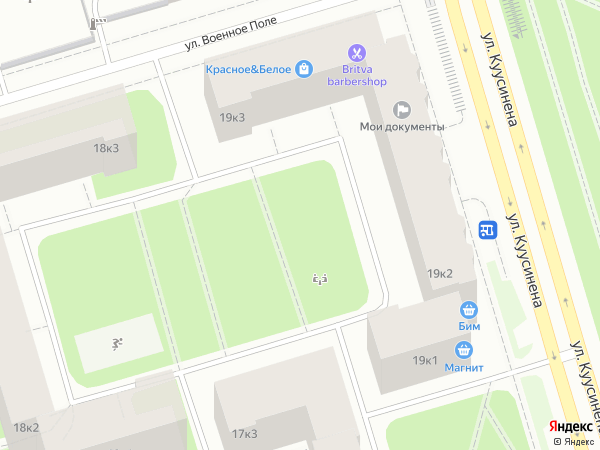 ул. Военное Поле
ул. Куусинена
Красное&Белое
Britva
barbershop
19к3
Мои документы
18к3
ул. Куусинена
19к2
Бим
19к1
Магнит
ул. Куусинена
18к2
17к3
Яндекс
© Яндекс